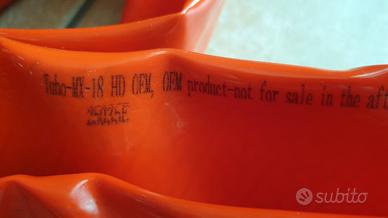 Tubo-MX-18 HD OEM, OEM product-not for sale in the aft
subito